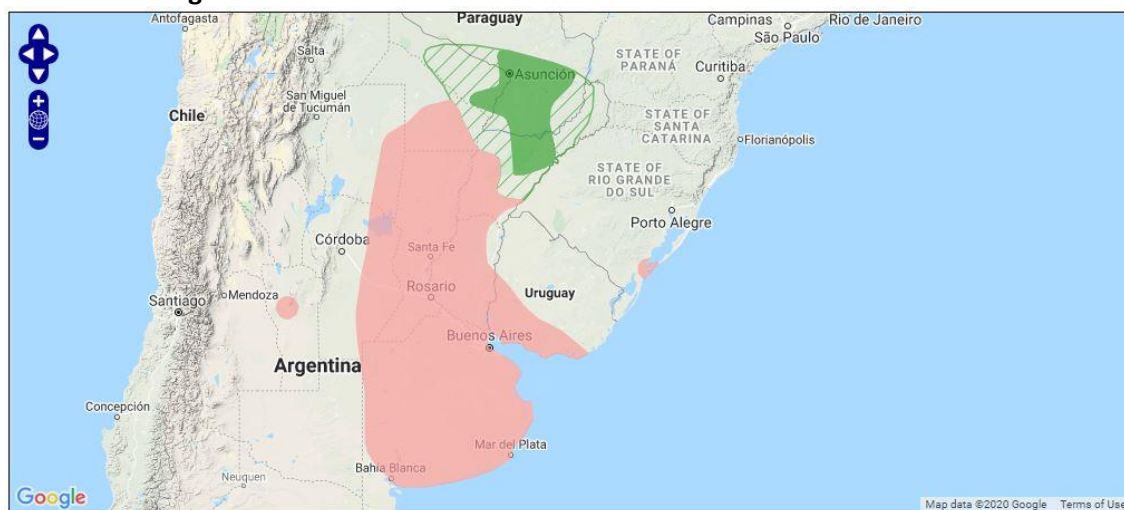 Paraguay
Antofagasta
Campinas
Rio de Janeiro
São Paulo
Salta
Asunción
STATE OF
PARANÁ
Curitiba
San Miguel
de Tucumán
Chile
STATE OF
SANTA
CATARINA
Florianópolis
STATE OF
RIO GRANDE
DO SUL
Porto Alegre
Córdoba
Santa Fe
Mendoza
Rosario
Uruguay
Santiago
Buenos Aires
Argentina
Concepción
Mar del Plata
Bahía Blanca
Neuquen
Google
Map data ©2020 Google Terms of Use